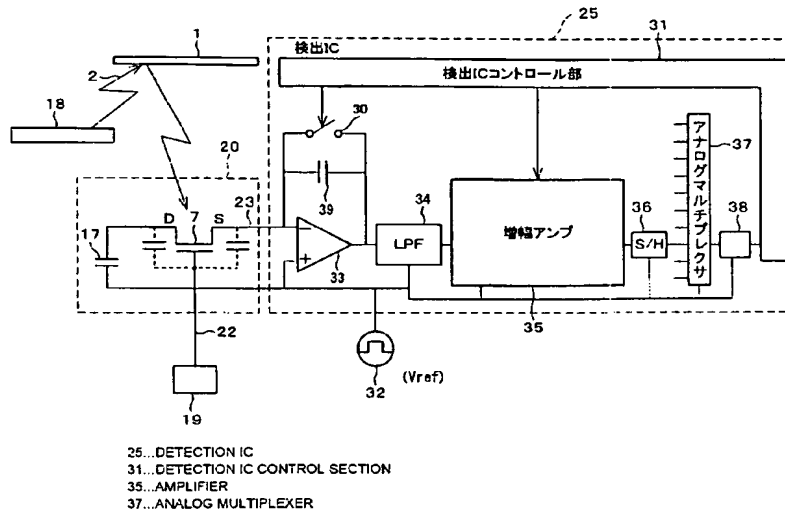 25
1
31
検出IC
2
検出ICコントロール部
18
30
20
アナログマルチプレクサ
37
39
34
D
7
S
23
36
38
17
LPF
増幅アンプ
S/H
33
22
35
32
(Vref)
19
25...DETECTION IC
31...DETECTION IC CONTROL SECTION
35...AMPLIFIER
37...ANALOG MULTIPLEXER